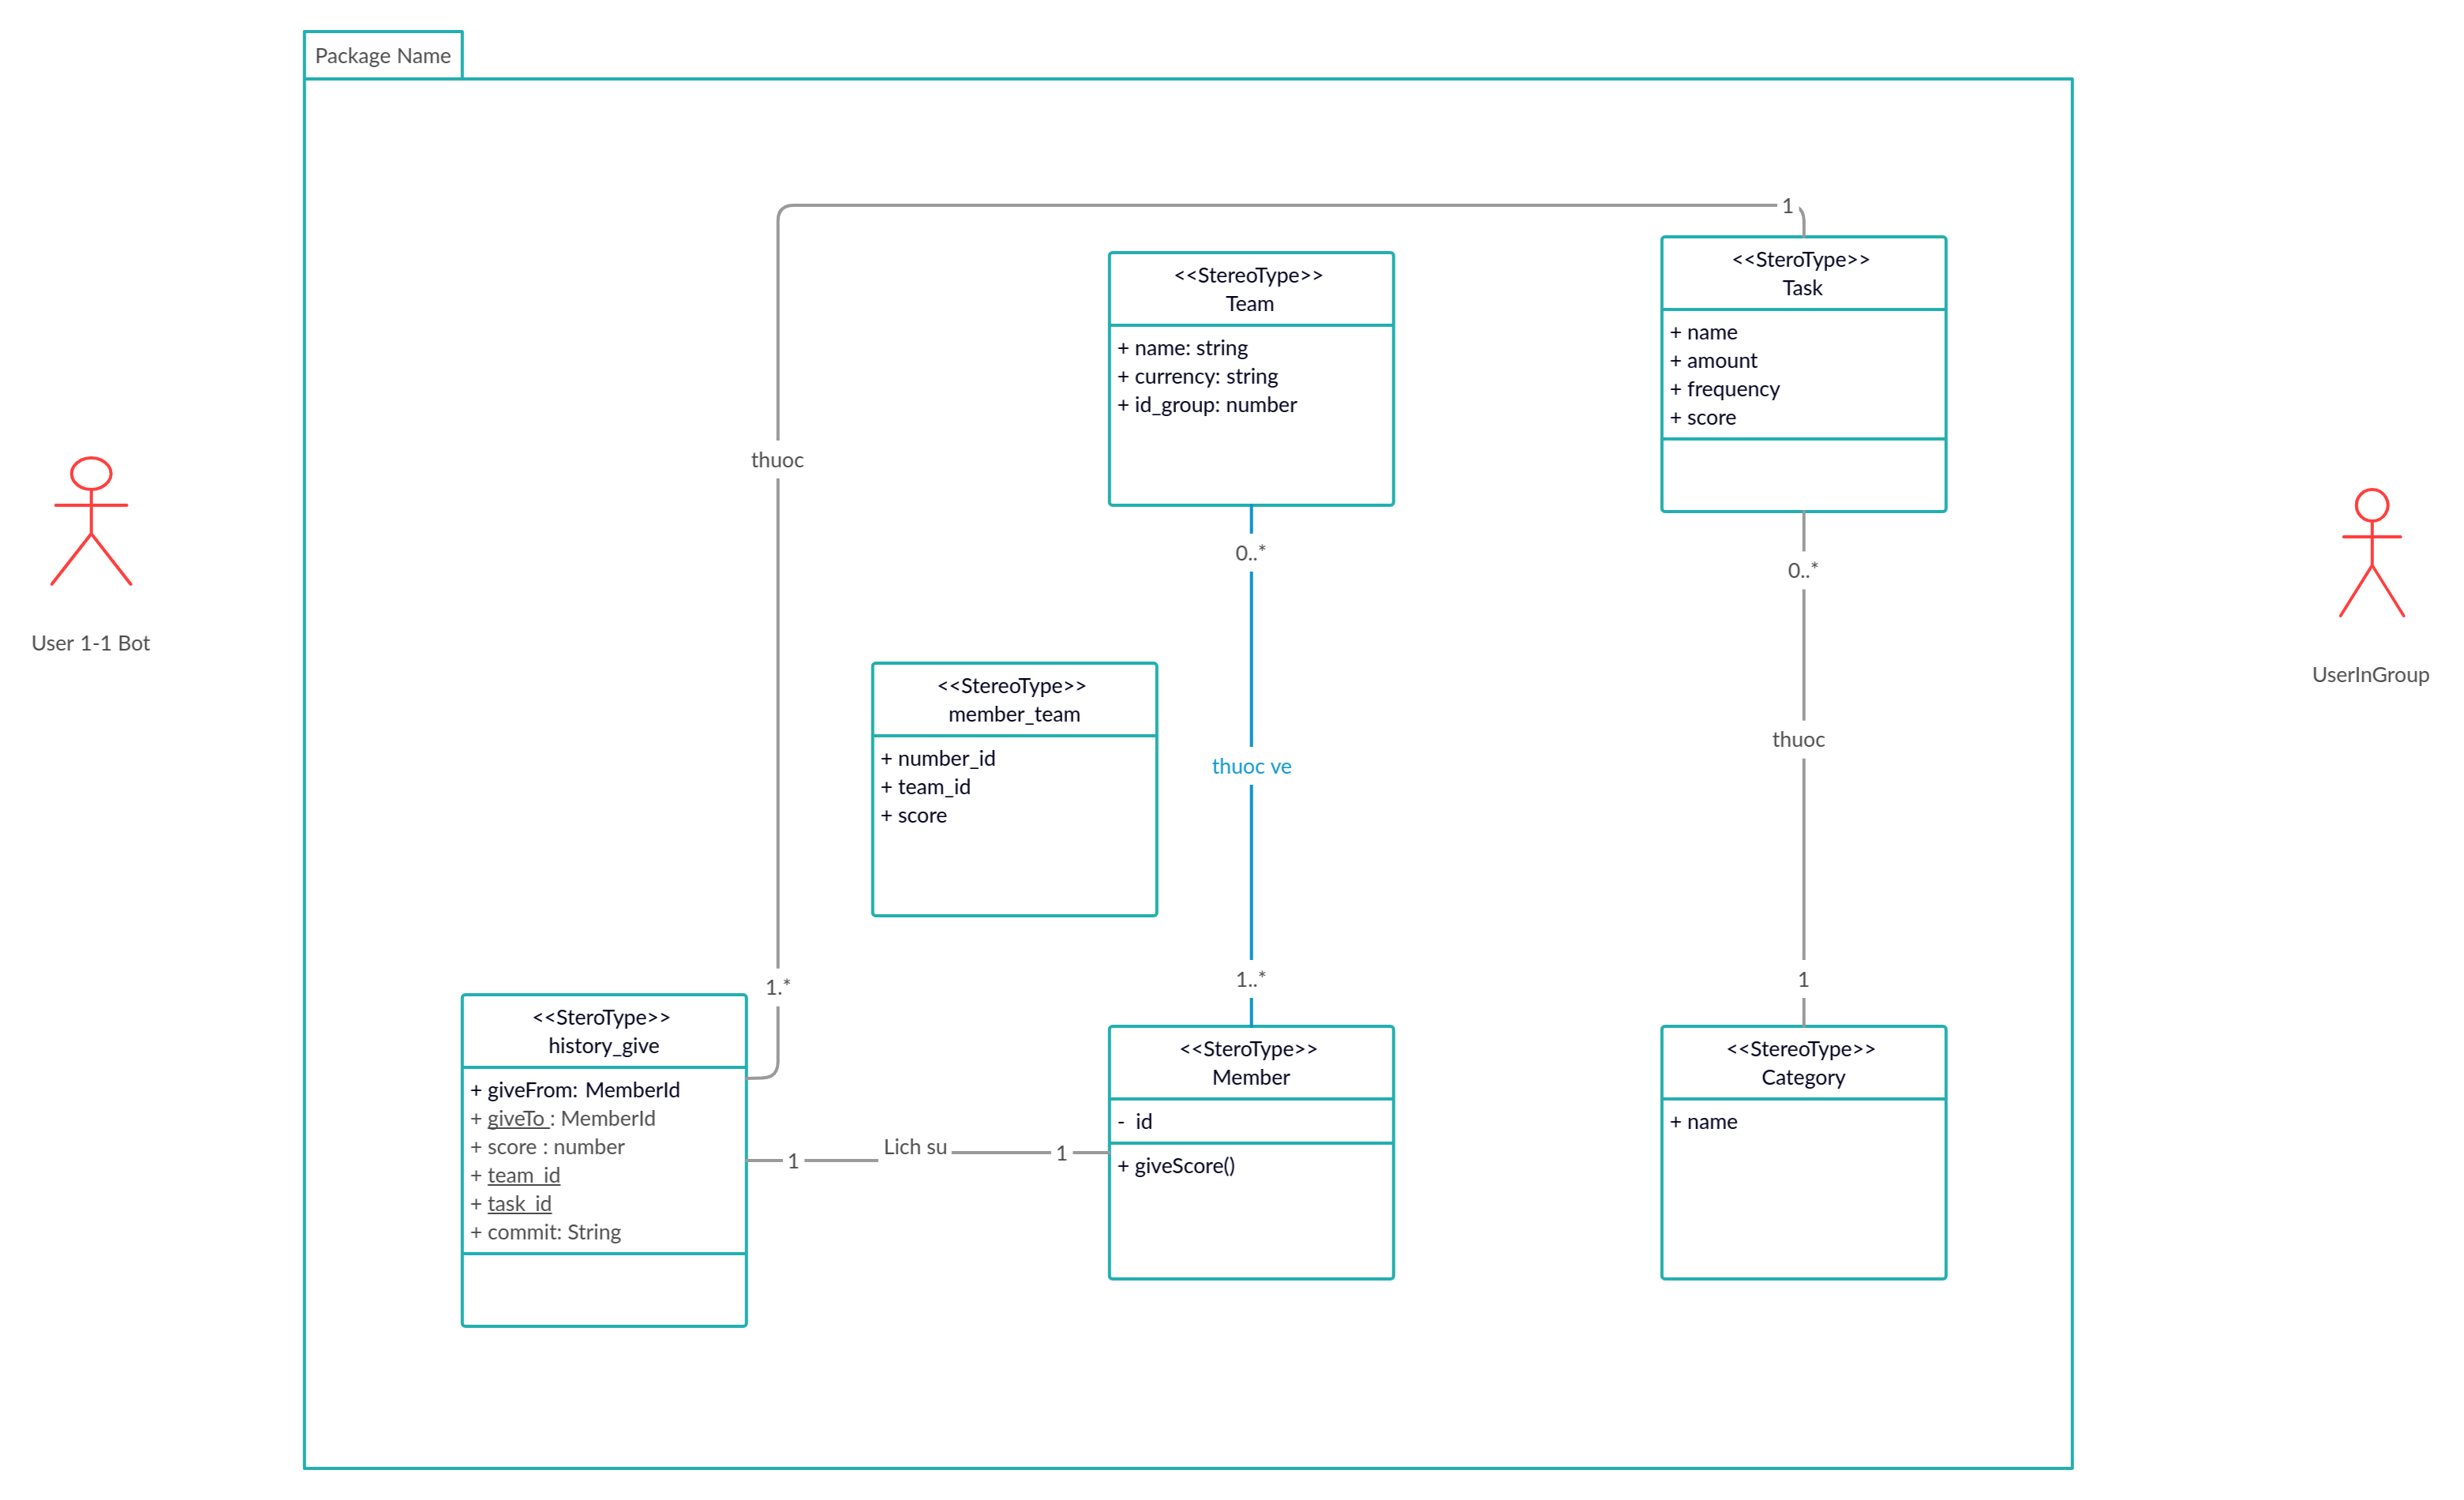 Package Name
1
<<StereoType>>
Team
+ name: string
+ currency: string
+ id_group: number
<<SteroType>>
Task
+ name
+ amount
+ frequency
+ score
thuoc
0..*
0..*
User 1-1 Bot
UserInGroup
<<StereoType>>
member_team
+ number_id
+ team_id
+ score
thuoc ve
thuoc
1.*
1..*
1
<<SteroType>>
history_give
+ giveFrom: MemberId
+ giveTo : MemberId
+ score : number
+ team_id
+ task_id
+ commit: String
1
Lich su
1
<<SteroType>>
Member
- id
+ giveScore()
<<StereoType>>
Category
+ name